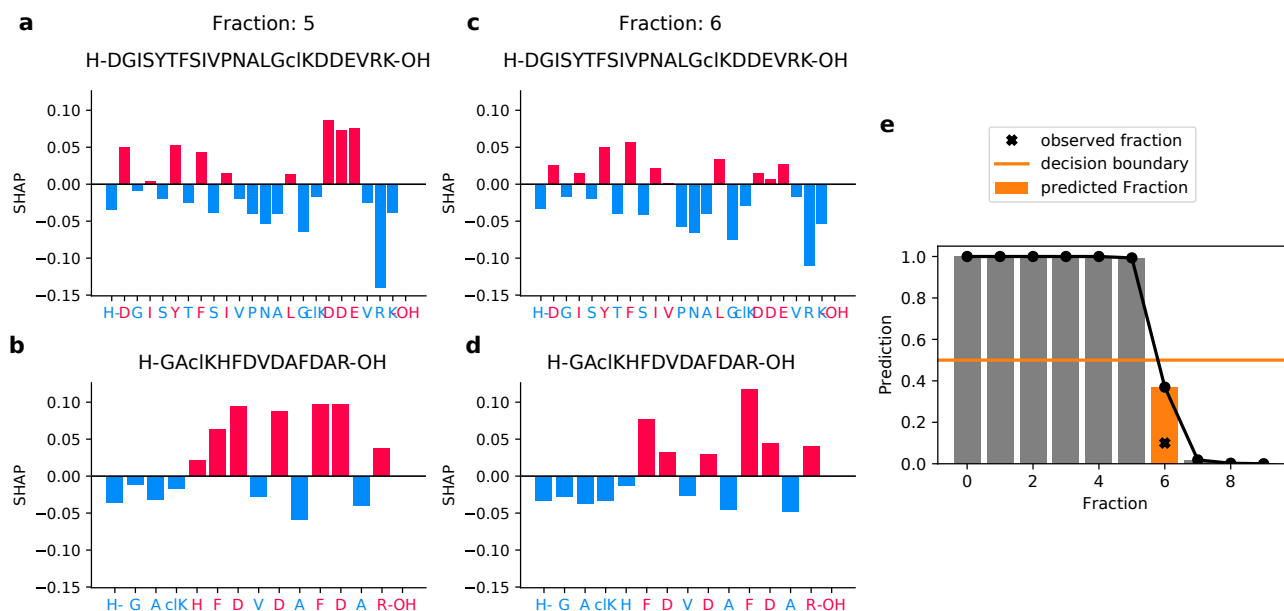 a
Fraction: 5
H-DGISYTFSIVPNALGclKDDEVRK-OH
SHAP
0.10
0.05
0.00
−0.05
−0.10
−0.15
H- D G I S Y T F S I V P N A L G clK D D E V R K -OH
b
H-GAclKHFDVDAFDAR-OH
SHAP
0.10
0.05
0.00
−0.05
−0.10
−0.15
H- G A clK H F D V D A F D A R -OH
c
Fraction: 6
H-DGISYTFSIVPNALGclKDDEVRK-OH
SHAP
0.10
0.05
0.00
−0.05
−0.10
−0.15
H- D G I S Y T F S I V P N A L G clK D D E V R K -OH
d
H-GAclKHFDVDAFDAR-OH
SHAP
0.10
0.05
0.00
−0.05
−0.10
−0.15
H- G A clK H F D V D A F D A R -OH
e
observed fraction
decision boundary
predicted Fraction
Prediction
1.0
0.8
0.6
0.4
0.2
0.0
0 2 4 6 8
Fraction